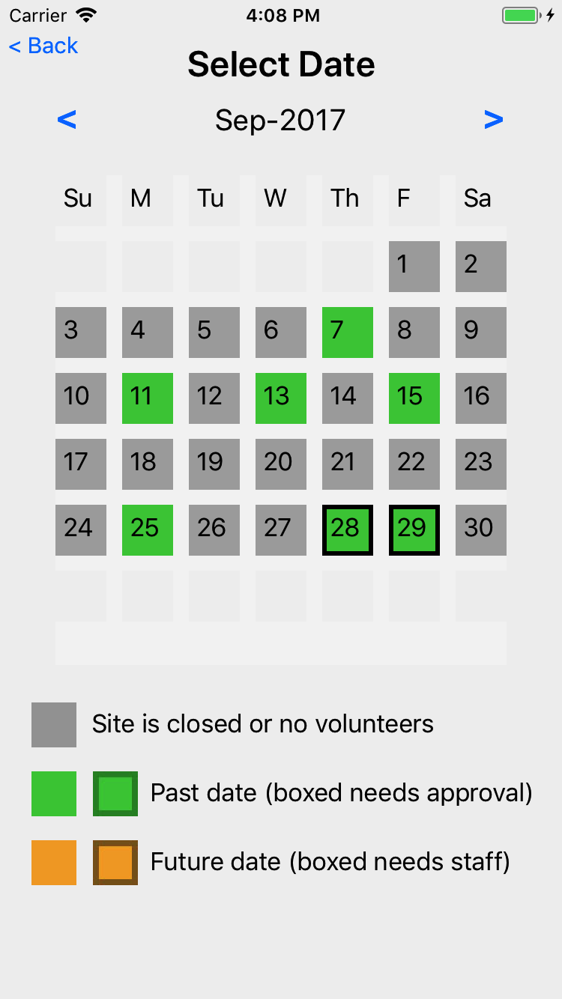 Carrier 4:08 PM
< Back
Select Date
< Sep-2017 >
Su M Tu W Th F Sa
1 2
3 4 5 6 7 8 9
10 11 12 13 14 15 16
17 18 19 20 21 22 23
24 25 26 27 28 29 30
Site is closed or no volunteers
Past date (boxed needs approval)
Future date (boxed needs staff)